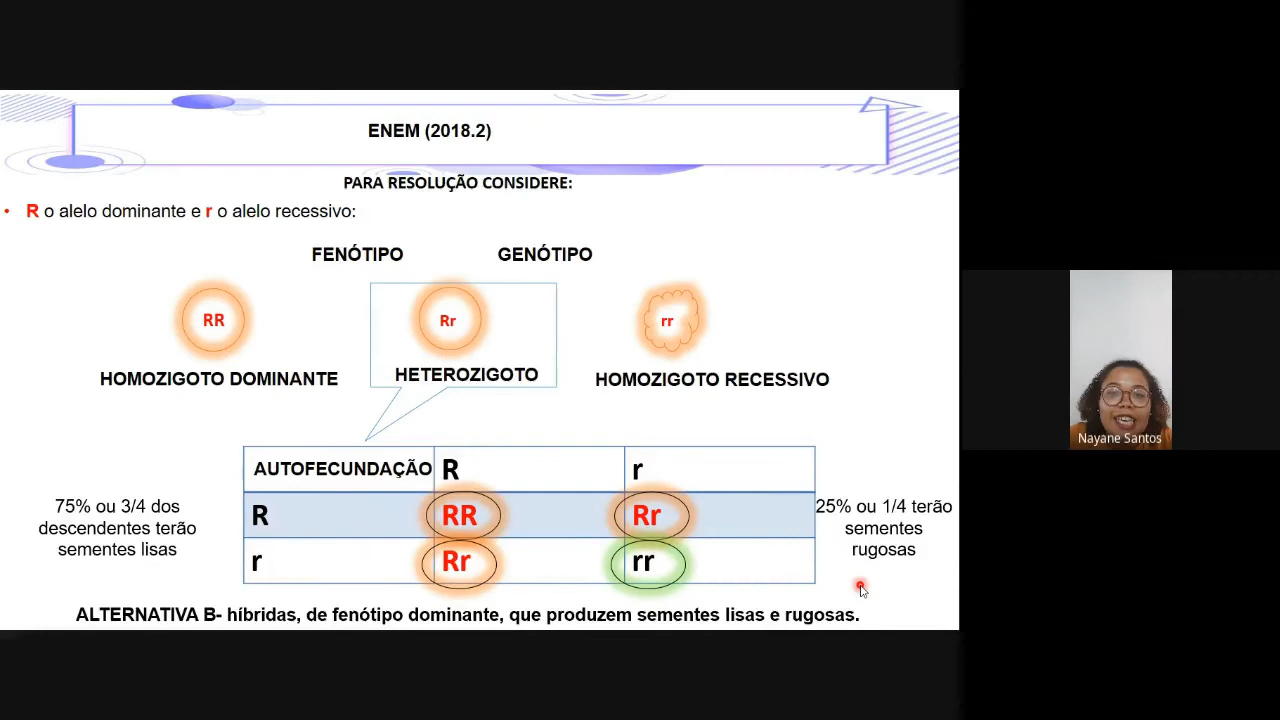 ENEM (2018.2)
PARA RESOLUÇÃO CONSIDERE:
• R o alelo dominante e r o alelo recessivo:
FENÓTIPO GENÓTIPO
RR Rr rr
HOMOZIGOTO DOMINANTE HETEROZIGOTO HOMOZIGOTO RECESSIVO
AUTOFECUNDAÇÃO R r
R RR Rr
r Rr rr
75% ou 3/4 dos
descendentes terão
sementes lisas
25% ou 1/4 terão
sementes
rugosas
ALTERNATIVA B- híbridas, de fenótipo dominante, que produzem sementes lisas e rugosas.
Nayane Santos